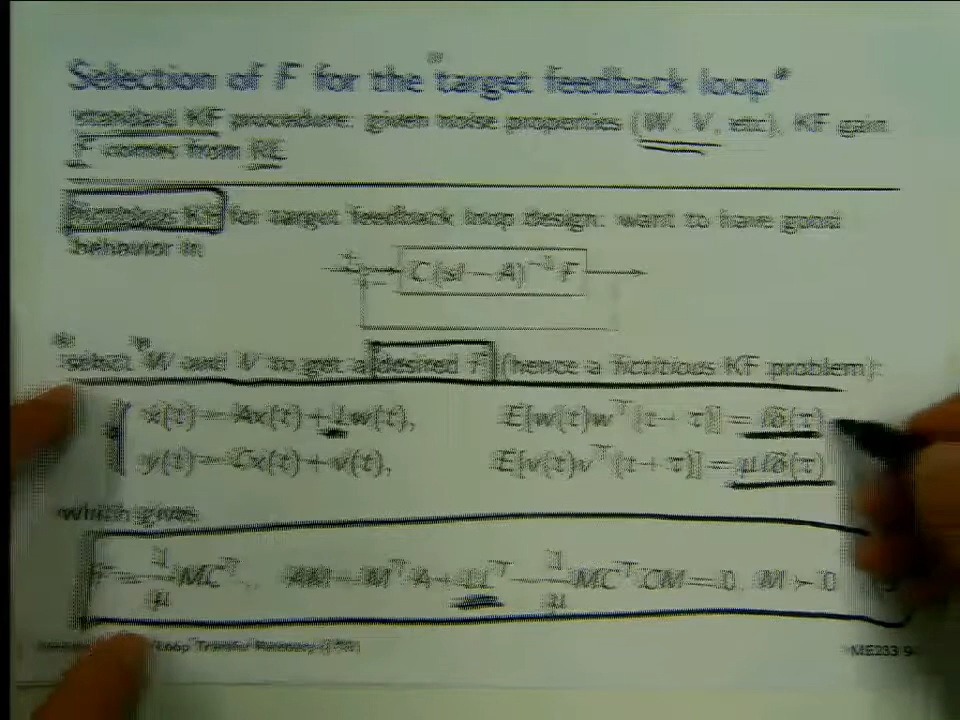 Selection of F for the "target feedback loop"
standard KF procedure: given noise properties (W, V, etc), KF gain
F comes from RE
fictitious KF for target feedback loop design: want to have good
behavior in
C(sI − A)⁻¹F
select W and V to get a desired F (hence a fictitious KF problem):
ẋ(t) = Ax(t) + Lw(t), E[w(t)wᵀ(t + τ)] = Iδ(τ)
y(t) = Cx(t) + v(t), E[v(t)vᵀ(t + τ)] = μIδ(τ)
which gives
F = 1/μ MCᵀ, AM − MᵀA + LLᵀ − 1/μ MCᵀCM = 0, M ≻ 0
Loop Transfer Recovery (LTR) ME233 9-